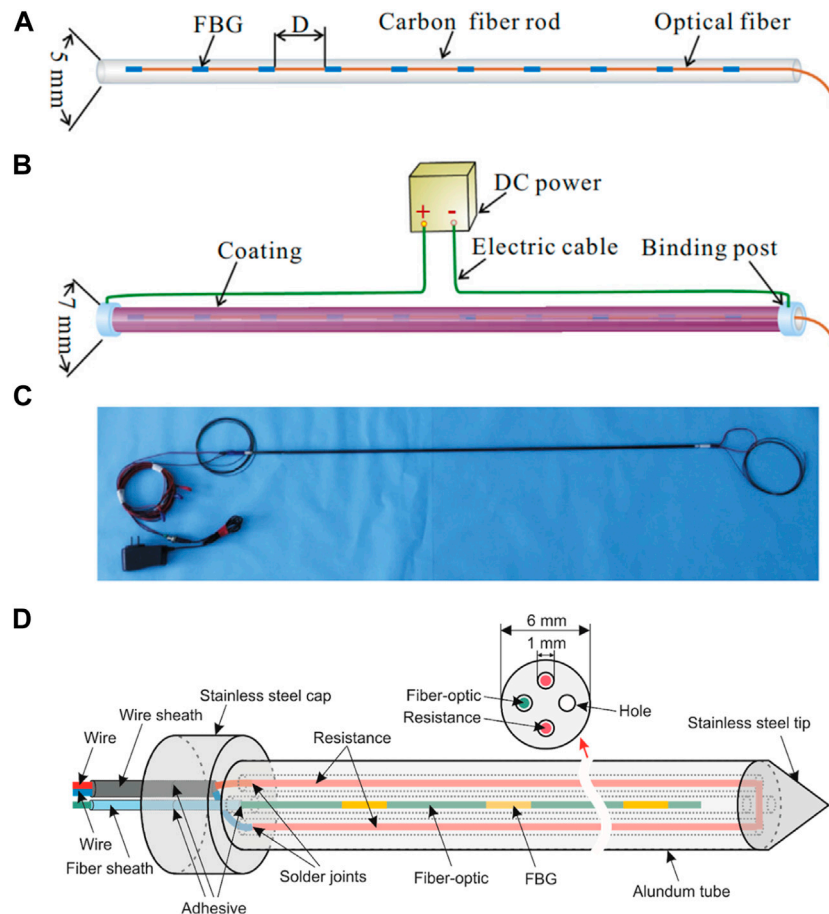 A
FBG
D
Carbon fiber rod
Optical fiber
5 mm
B
DC power
+ -
Electric cable
Coating
Binding post
7 mm
C
D
6 mm
1 mm
Stainless steel cap
Fiber-optic
Hole
Wire sheath
Resistance
Stainless steel tip
Wire
Resistance
Wire
Fiber sheath
Adhesive
Solder joints
Fiber-optic
FBG
Alundum tube